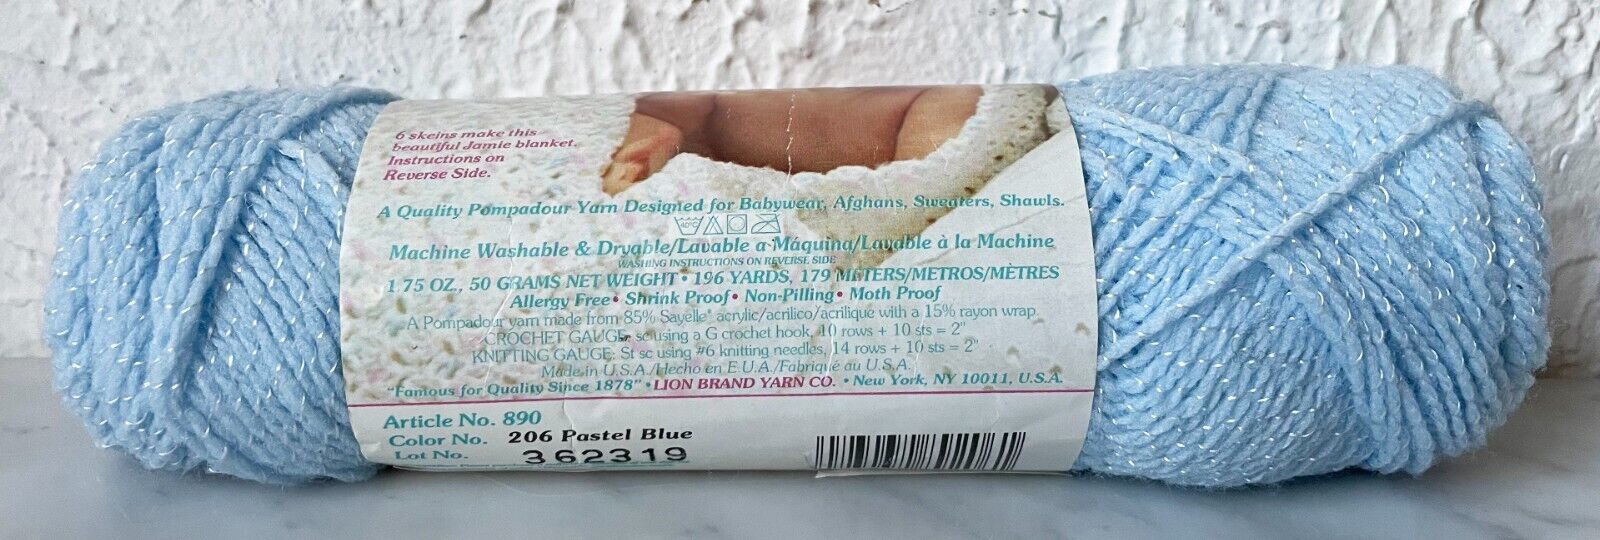 6 skeins make this
beautiful Jamie blanket.
Instructions on
Reverse Side.
A Quality Pompadour Yarn Designed for Babywear, Afghans, Sweaters, Shawls.
40°C
Machine Washable & Dryable/Lavable a Máquina/Lavable à la Machine
WASHING INSTRUCTIONS ON REVERSE SIDE
1.75 OZ., 50 GRAMS NET WEIGHT • 196 YARDS, 179 METERS/METROS/MÈTRES
Allergy Free • Shrink Proof • Non-Pilling • Moth Proof
A Pompadour yarn made from 85% Sayelle* acrylic/acrilico/acrilique with a 15% rayon wrap.
CROCHET GAUGE: sc using a G crochet hook, 10 rows + 10 sts = 2"
KNITTING GAUGE: St sc using #6 knitting needles, 14 rows + 10 sts = 2"
Made in U.S.A./Hecho en E.U.A./Fabriqué au U.S.A.
"Famous for Quality Since 1878" • LION BRAND YARN CO. • New York, NY 10011, U.S.A.
Article No. 890
Color No. 206 Pastel Blue
Lot No. 362319